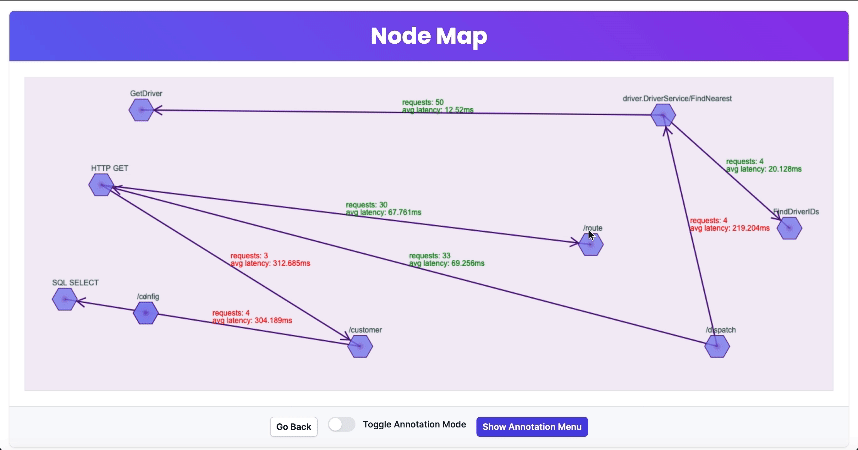 Node Map
GetDriver
requests: 50
avg latency: 12.52ms
driver.DriverService/FindNearest
HTTP GET
requests: 4
avg latency: 20.128ms
requests: 30
avg latency: 67.761ms
FindDriverIDs
requests: 4
avg latency: 219.204ms
/route
requests: 3
avg latency: 312.685ms
requests: 33
avg latency: 69.256ms
SQL SELECT
/config
requests: 4
avg latency: 304.189ms
/customer
/dispatch
Go Back
Toggle Annotation Mode
Show Annotation Menu